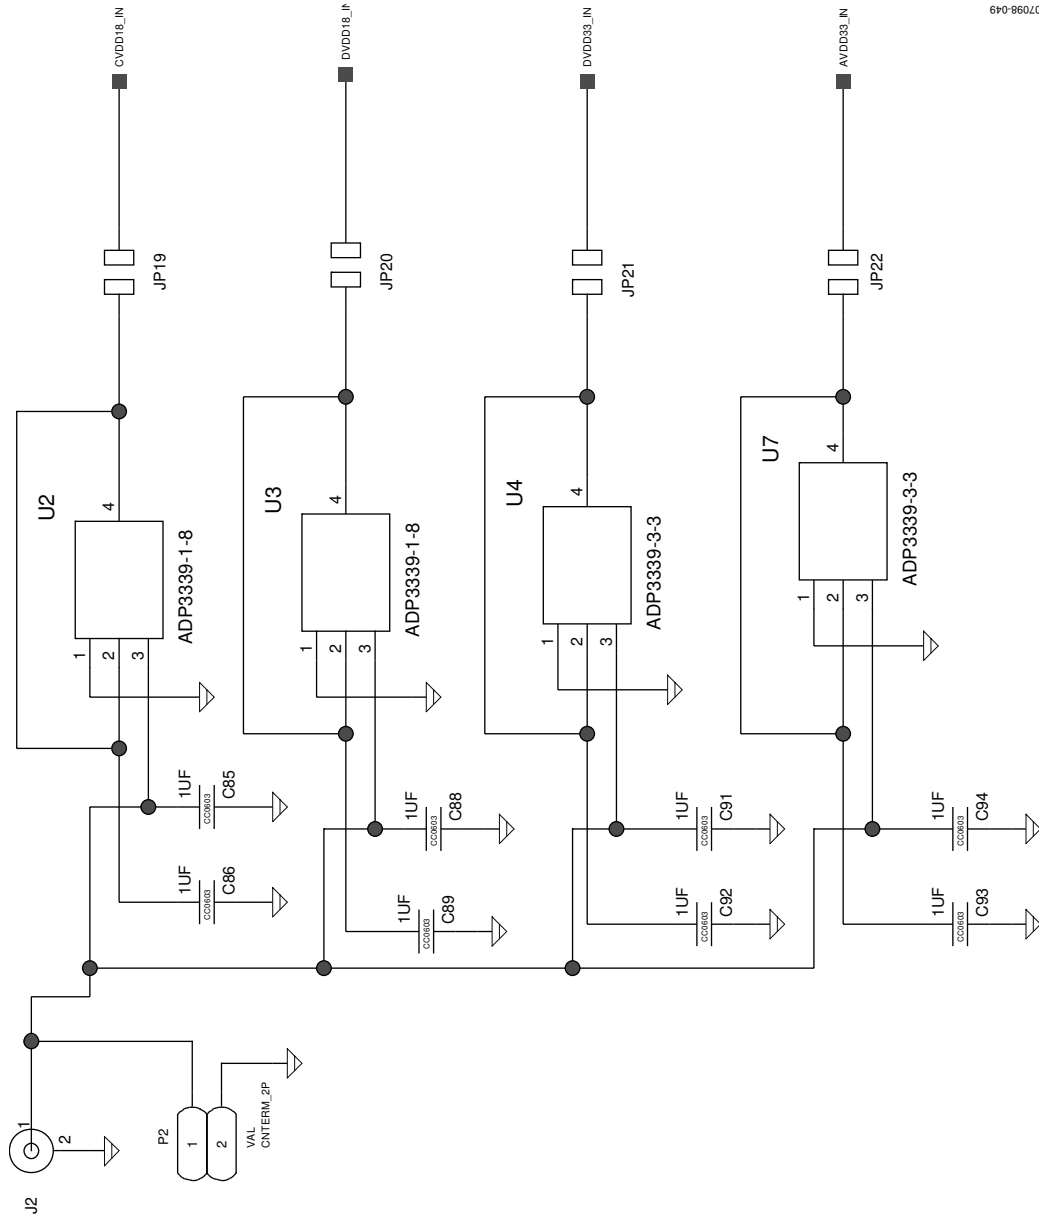 CVDD18_IN
DVDD18_IN
DVDD33_IN
AVDD33_IN
07098-049
JP19
JP20
JP21
JP22
U2
4
ADP3339-1-8
1
2
3
U3
4
ADP3339-1-8
1
2
3
U4
4
ADP3339-3-3
1
2
3
U7
4
ADP3339-3-3
1
2
3
1UF
CC0603
C85
1UF
CC0603
C86
1UF
CC0603
C88
1UF
CC0603
C89
1UF
CC0603
C91
1UF
CC0603
C92
1UF
CC0603
C94
1UF
CC0603
C93
J2
1
2
P2
1
2
VAL
CNTERM_2P